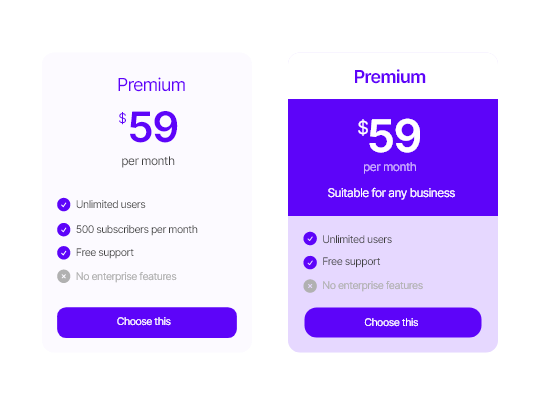 Premium
$59
per month
Unlimited users
500 subscribers per month
Free support
No enterprise features
Choose this
Premium
$59
per month
Suitable for any business
Unlimited users
Free support
No enterprise features
Choose this